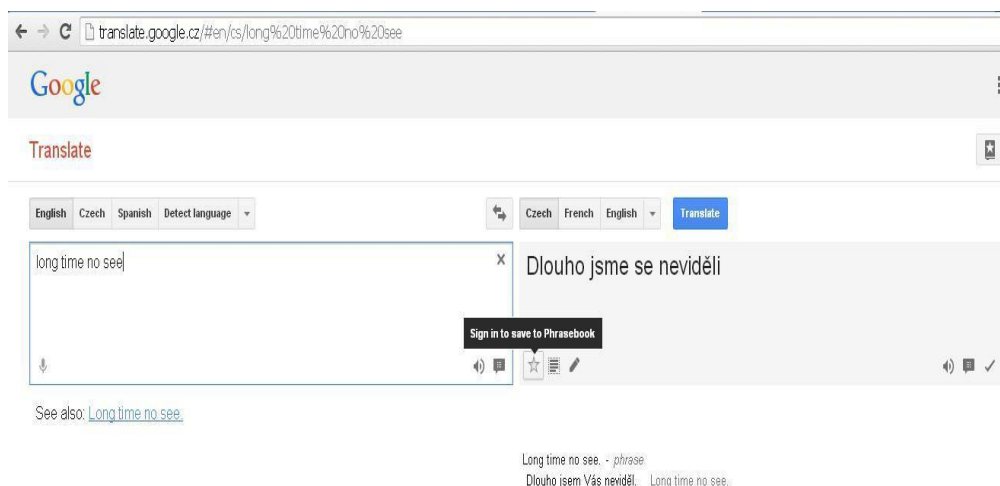 translate.google.cz/#en/cs/long%20time%20no%20see
Google
Translate
English Czech Spanish Detect language Czech French English Translate
long time no see Dlouho jsme se neviděli
Sign in to save to Phrasebook
See also: Long time no see.
Long time no see. - phrase
Dlouho jsem Vás neviděl. Long time no see.